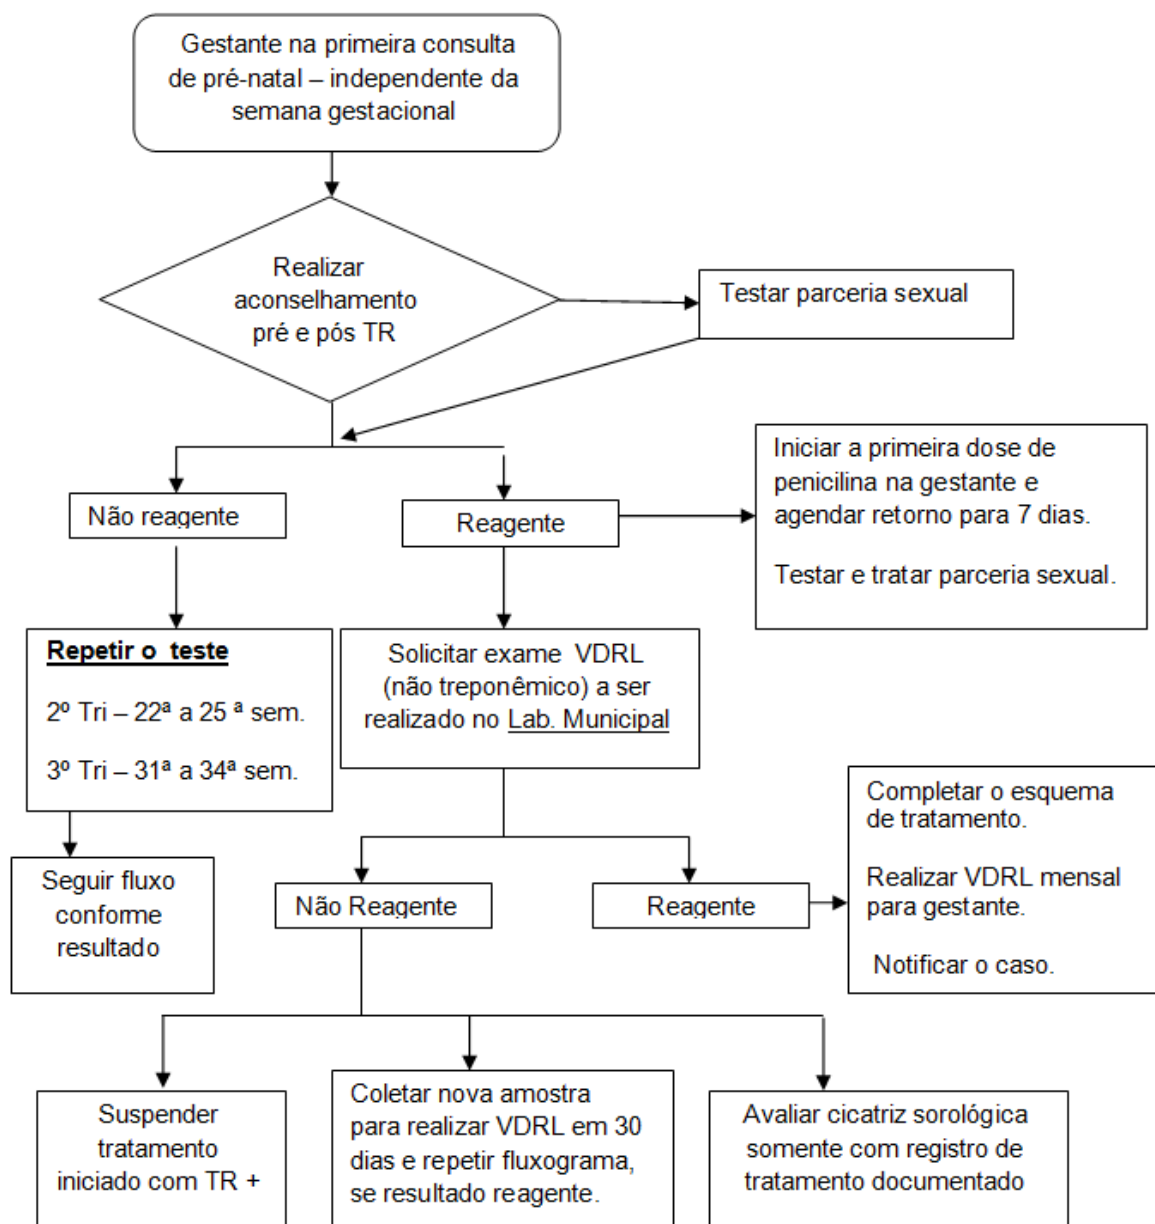 Gestante na primeira consulta
de pré-natal – independente da
semana gestacional
Realizar
aconselhamento
pré e pós TR
Testar parceria sexual
Não reagente
Reagente
Iniciar a primeira dose de
penicilina na gestante e
agendar retorno para 7 dias.
Testar e tratar parceria sexual.
Repetir o teste
2º Tri – 22ª a 25 ª sem.
3º Tri – 31ª a 34ª sem.
Solicitar exame VDRL
(não treponêmico) a ser
realizado no Lab. Municipal
Seguir fluxo
conforme
resultado
Não Reagente
Reagente
Completar o esquema
de tratamento.
Realizar VDRL mensal
para gestante.
Notificar o caso.
Suspender
tratamento
iniciado com TR +
Coletar nova amostra
para realizar VDRL em 30
dias e repetir fluxograma,
se resultado reagente.
Avaliar cicatriz sorológica
somente com registro de
tratamento documentado